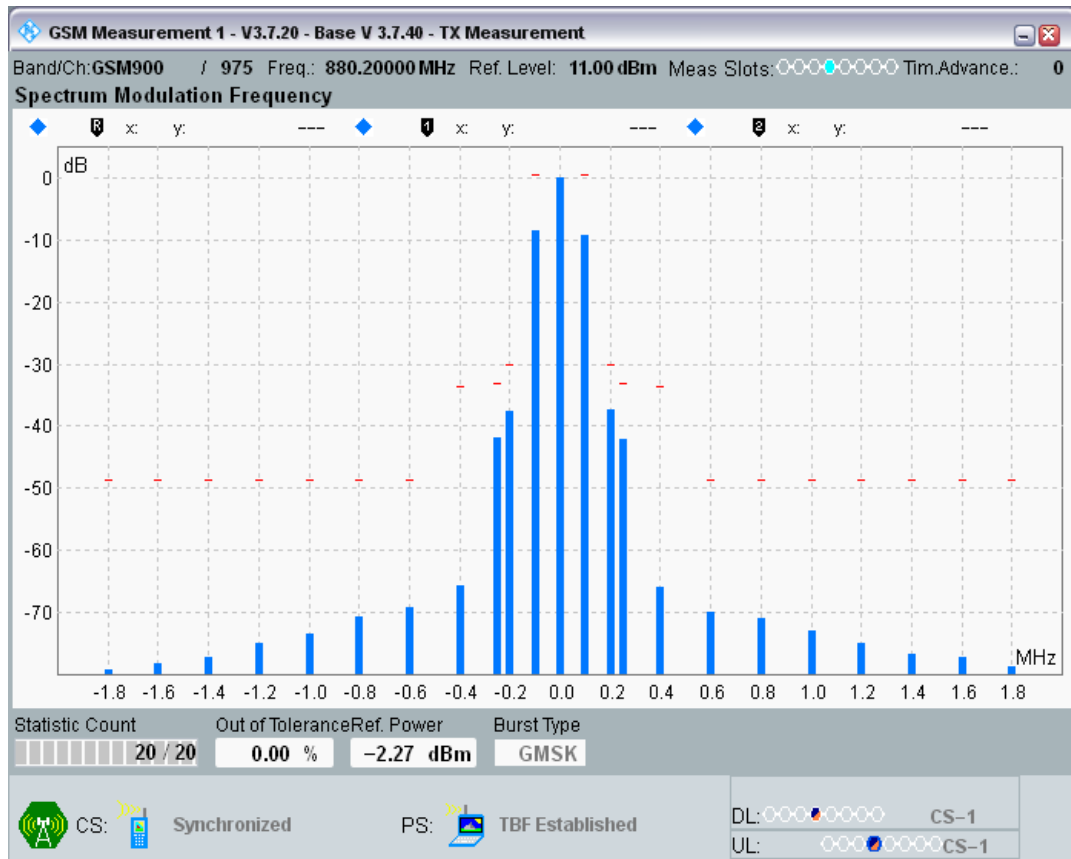 GSM Measurement 1 - V3.7.20 - Base V 3.7.40 - TX Measurement
Band/Ch:GSM900 / 975 Freq.: 880.20000 MHz Ref. Level: 11.00 dBm Meas Slots: Tim.Advance.: 0
Spectrum Modulation Frequency
R x: y: --- 1 x: y: --- 2 x: y: ---
dB
0
-10
-20
-30
-40
-50
-60
-70
MHz
-1.8 -1.6 -1.4 -1.2 -1.0 -0.8 -0.6 -0.4 -0.2 0.0 0.2 0.4 0.6 0.8 1.0 1.2 1.4 1.6 1.8
Statistic Count Out of Tolerance Ref. Power Burst Type
20 / 20 0.00 % −2.27 dBm GMSK
CS: Synchronized PS: TBF Established
DL: CS−1
UL: CS−1